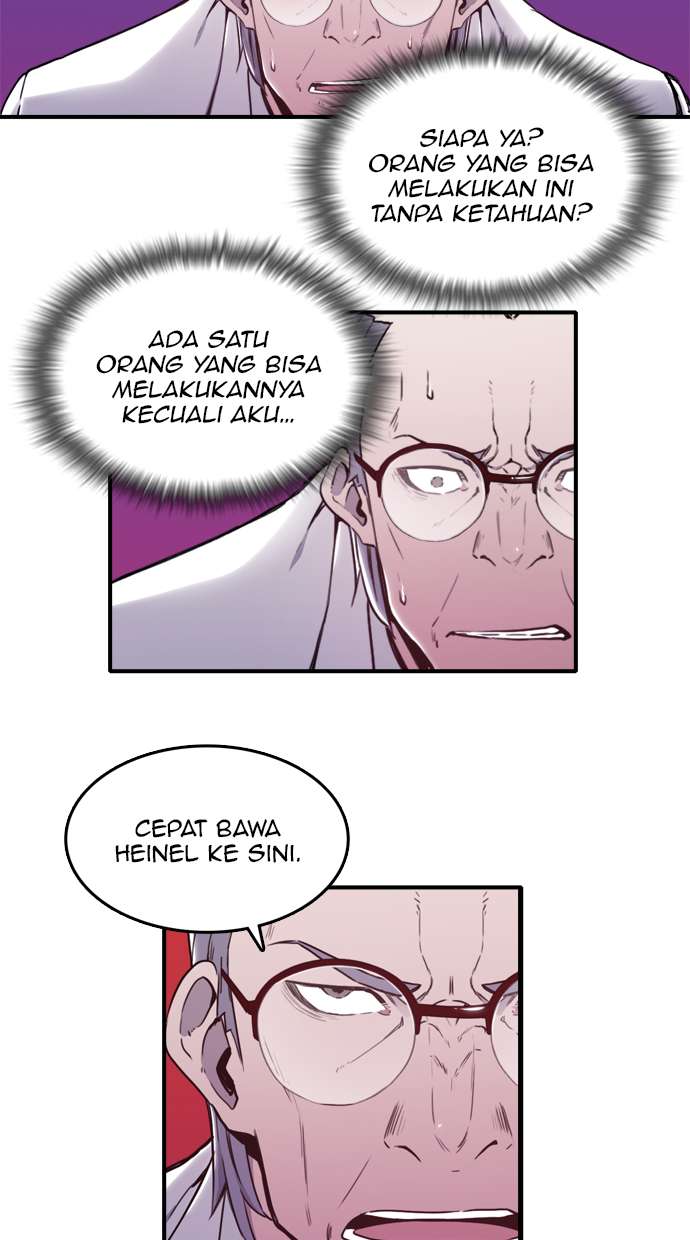 SIAPA YA?
ORANG YANG BISA
MELAKUKAN INI
TANPA KETAHUAN?
ADA SATU
ORANG YANG BISA
MELAKUKANNYA
KECUALI AKU...
CEPAT BAWA
HEINEL KE SINI.